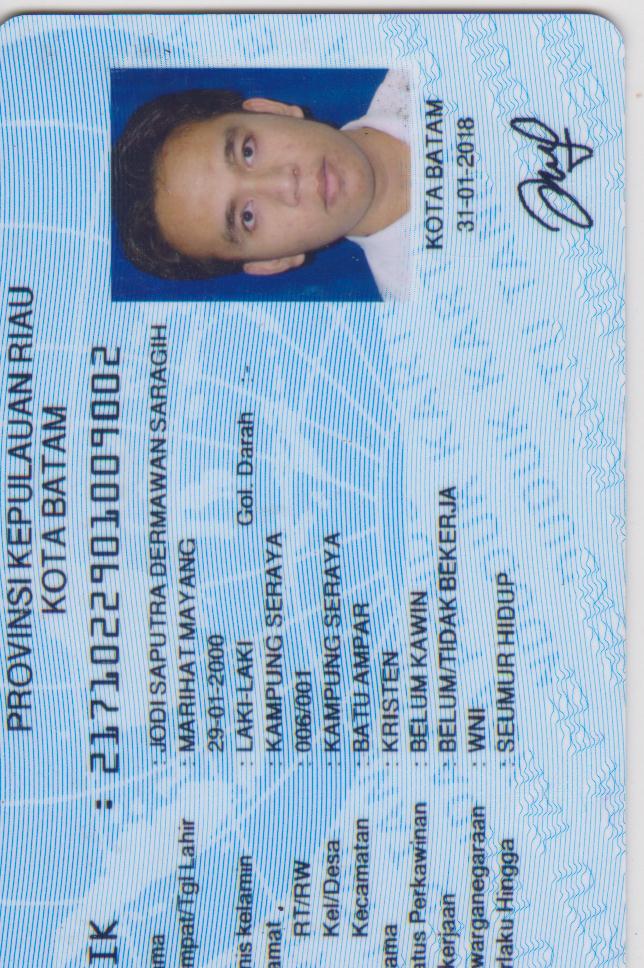 PROVINSI KEPULAUAN RIAU
KOTA BATAM
IK : 2171022901009002
ma : JODI SAPUTRA DERMAWAN SARAGIH
mpat/Tgl Lahir : MARIHAT MAYANG
29-01-2000
nis kelamin : LAKI-LAKI Gol. Darah :-
amat : KAMPUNG SERAYA
RT/RW : 006/001
Kel/Desa : KAMPUNG SERAYA
Kecamatan : BATU AMPAR
ama : KRISTEN
atus Perkawinan : BELUM KAWIN
kerjaan : BELUM/TIDAK BEKERJA
warganegaraan : WNI
rlaku Hingga : SEUMUR HIDUP
KOTA BATAM
31-01-2018